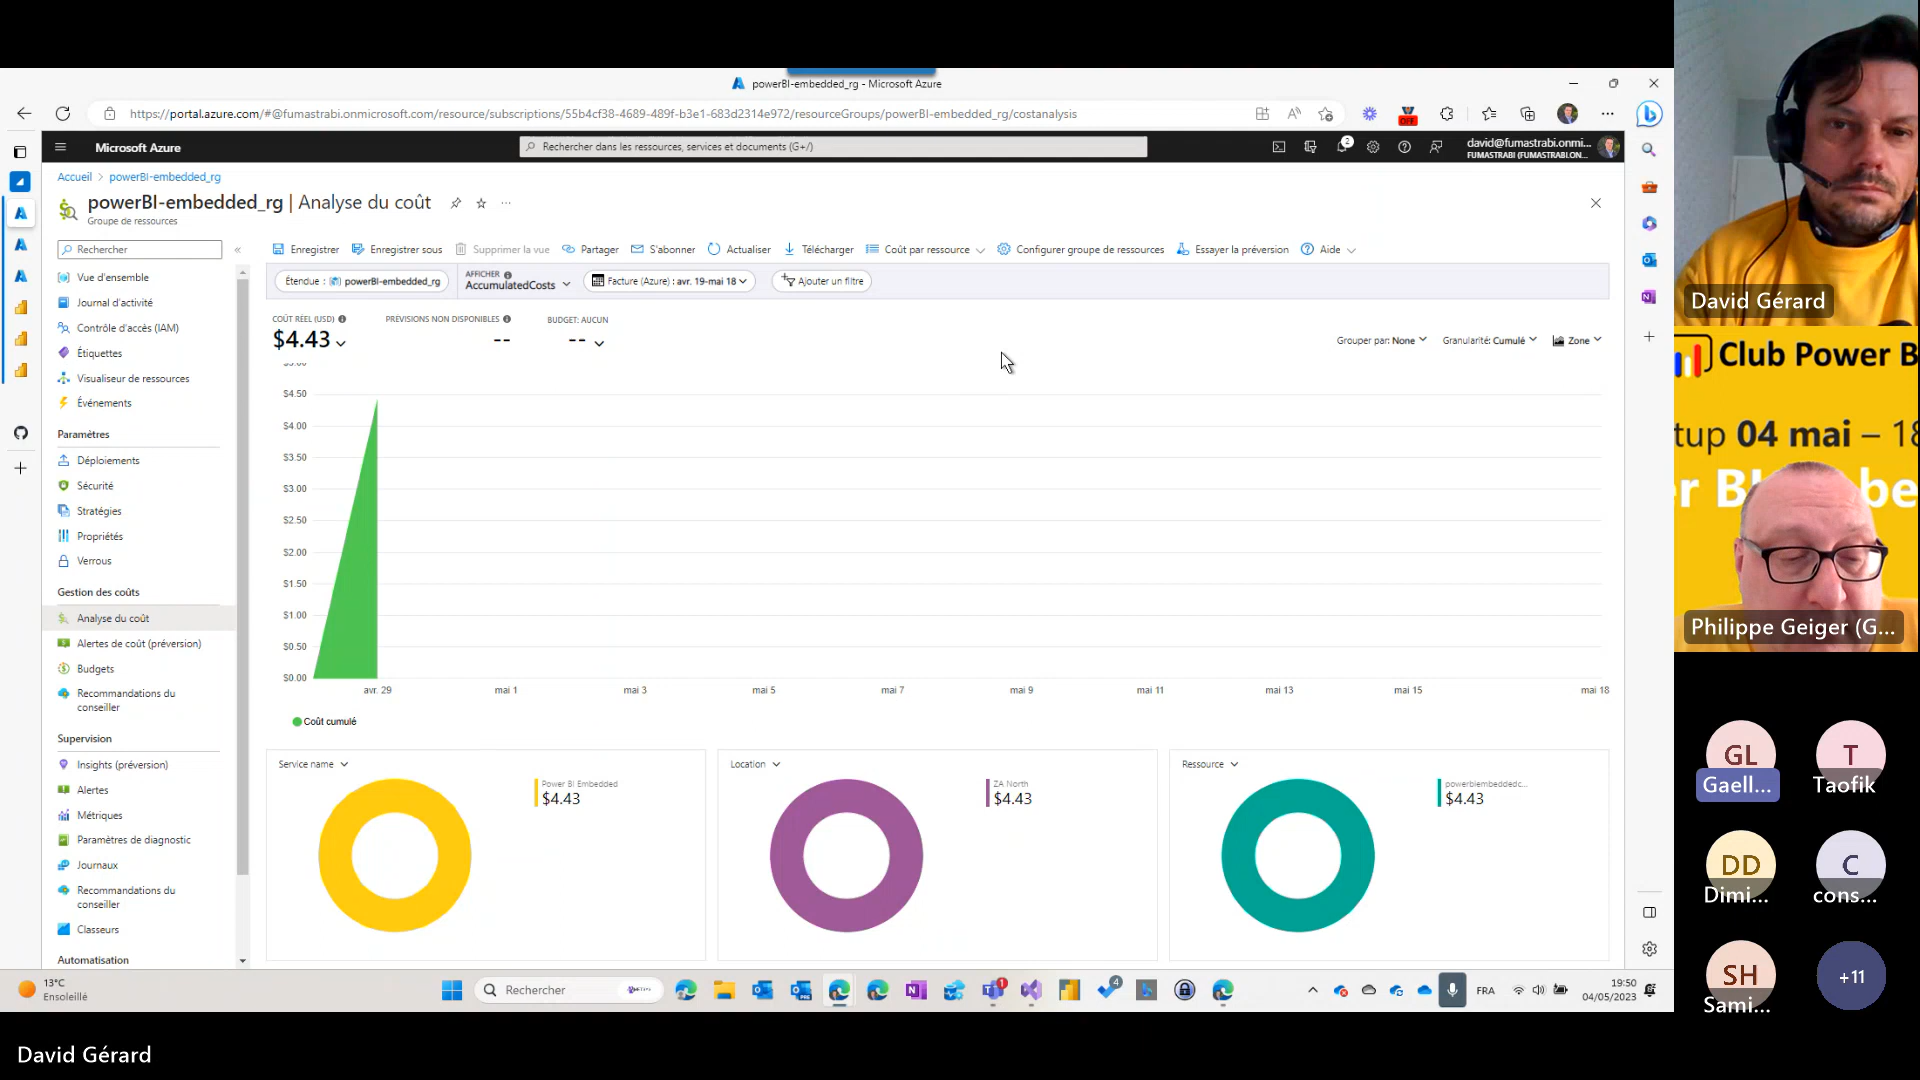 powerBI-embedded_rg - Microsoft Azure
https://portal.azure.com/#@fumastrabi.onmicrosoft.com/resource/subscriptions/55b4cf38-4689-489f-b3e1-683d2314e972/resourceGroups/powerBI-embedded_rg/costanalysis
OFF
Microsoft Azure
Rechercher dans les ressources, services et documents (G+/)
2
david@fumastrabi.onmi...
FUMASTRABI (FUMASTRABI.ON...
Accueil > powerBI-embedded_rg
powerBI-embedded_rg | Analyse du coût
Groupe de ressources
Rechercher
Enregistrer
Enregistrer sous
Supprimer la vue
Partager
S'abonner
Actualiser
Télécharger
Coût par ressource
Configurer groupe de ressources
Essayer la préversion
Aide
Vue d'ensemble
Journal d'activité
Contrôle d'accès (IAM)
Étiquettes
Visualiseur de ressources
Événements
Paramètres
Déploiements
Sécurité
Stratégies
Propriétés
Verrous
Gestion des coûts
Analyse du coût
Alertes de coût (préversion)
Budgets
Recommandations du conseiller
Supervision
Insights (préversion)
Alertes
Métriques
Paramètres de diagnostic
Journaux
Recommandations du conseiller
Classeurs
Automatisation
Étendue : powerBI-embedded_rg
AFFICHER
AccumulatedCosts
Facture (Azure) : avr. 19-mai 18
Ajouter un filtre
COÛT RÉEL (USD)
$4.43
PREVISIONS NON DISPONIBLES
--
BUDGET: AUCUN
--
Grouper par: None
Granularité: Cumulé
Zone
$4.50
$4.00
$3.50
$3.00
$2.50
$2.00
$1.50
$1.00
$0.50
$0.00
avr. 29
mai 1
mai 3
mai 5
mai 7
mai 9
mai 11
mai 13
mai 15
mai 18
Coût cumulé
Service name
Power BI Embedded
$4.43
Location
ZA North
$4.43
Ressource
powerbiembeddedc...
$4.43
13°C
Ensoleillé
Rechercher
1
4
FRA
19:50
04/05/2023
David Gérard
Club Power B
tup 04 mai – 18
r BI be
Philippe Geiger (G...
GL
Gaell...
T
Taofik
DD
Dimi...
C
cons...
SH
Sami...
+11
David Gérard